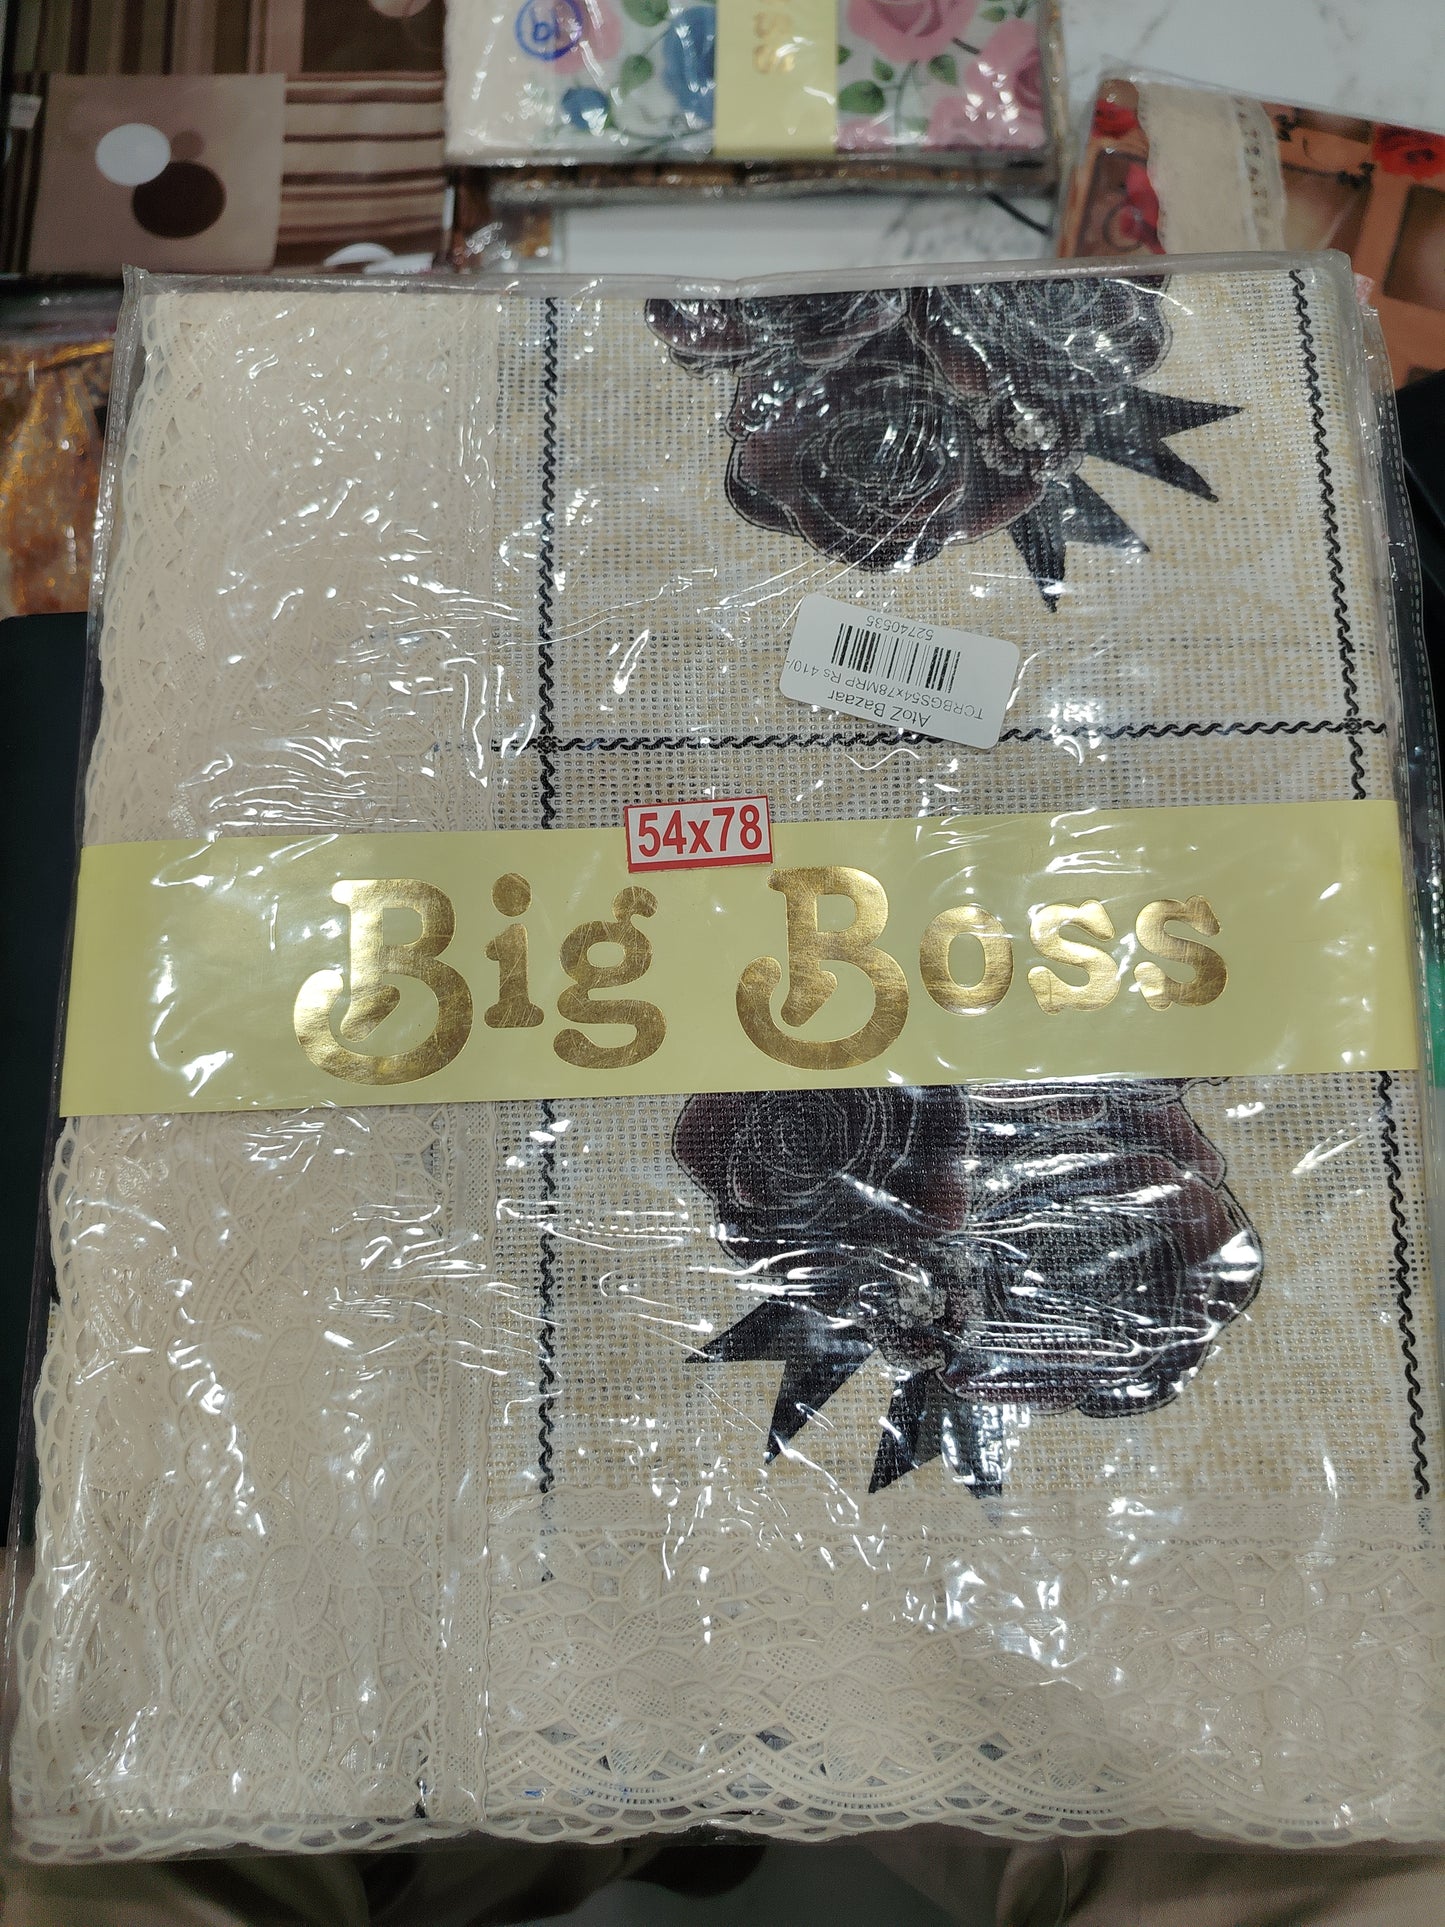 52740535
TCRBGS54x78MRP Rs 410/-
AtoZ Bazaar
54x78
Big Boss